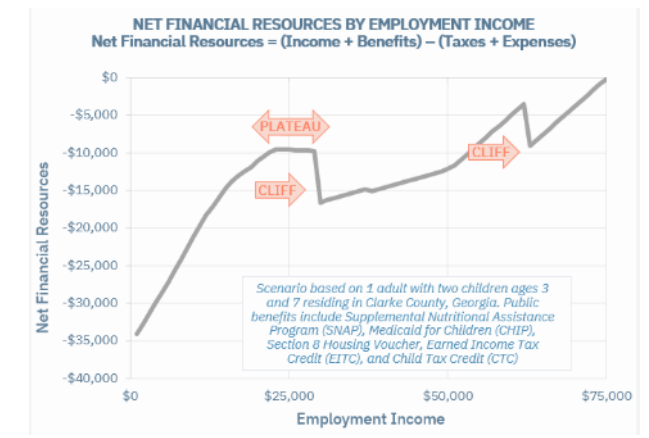 NET FINANCIAL RESOURCES BY EMPLOYMENT INCOME
Net Financial Resources = (Income + Benefits) – (Taxes + Expenses)
$0
-$5,000
PLATEAU
-$10,000
CLIFF
-$15,000
CLIFF
-$20,000
-$25,000
-$30,000
-$35,000
-$40,000
Net Financial Resources
Scenario based on 1 adult with two children ages 3
and 7 residing in Clarke County, Georgia. Public
benefits include Supplemental Nutritional Assistance
Program (SNAP), Medicaid for Children (CHIP),
Section 8 Housing Voucher, Earned Income Tax
Credit (EITC), and Child Tax Credit (CTC)
$0
$25,000
$50,000
$75,000
Employment Income